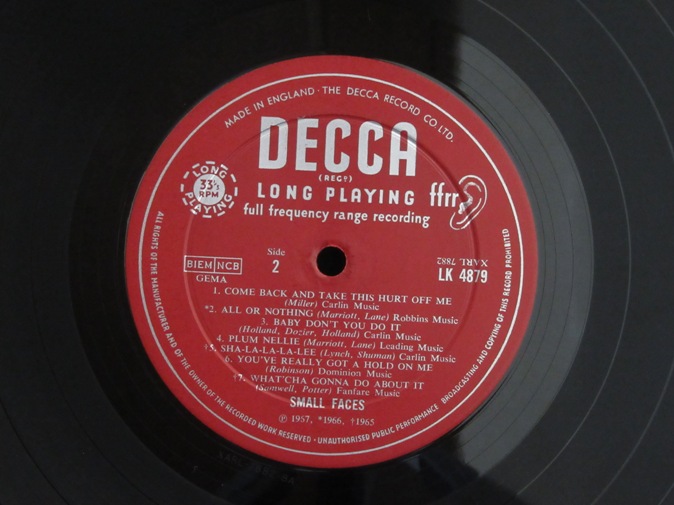 MADE IN ENGLAND · THE DECCA RECORD CO. LTD.
DECCA
(REGD)
LONG PLAYING
33⅓
RPM
LONG PLAYING ffrr
full frequency range recording
BIEM NCB
GEMA
Side
2
XARL 7882
LK 4879
1. COME BACK AND TAKE THIS HURT OFF ME
(Miller) Carlin Music
*2. ALL OR NOTHING (Marriott, Lane) Robbins Music
3. BABY DON'T YOU DO IT
(Holland, Dozier, Holland) Carlin Music
4. PLUM NELLIE (Marriott, Lane) Leading Music
†5. SHA-LA-LA-LA-LEE (Lynch, Shuman) Carlin Music
6. YOU'VE REALLY GOT A HOLD ON ME
(Robinson) Dominion Music
†7. WHAT'CHA GONNA DO ABOUT IT
(Samwell, Potter) Fanfare Music
SMALL FACES
℗ 1967, *1966, †1965
ALL RIGHTS OF THE MANUFACTURER AND OF THE OWNER OF THE RECORDED WORK RESERVED · UNAUTHORISED PUBLIC PERFORMANCE BROADCASTING AND COPYING OF THIS RECORD PROHIBITED